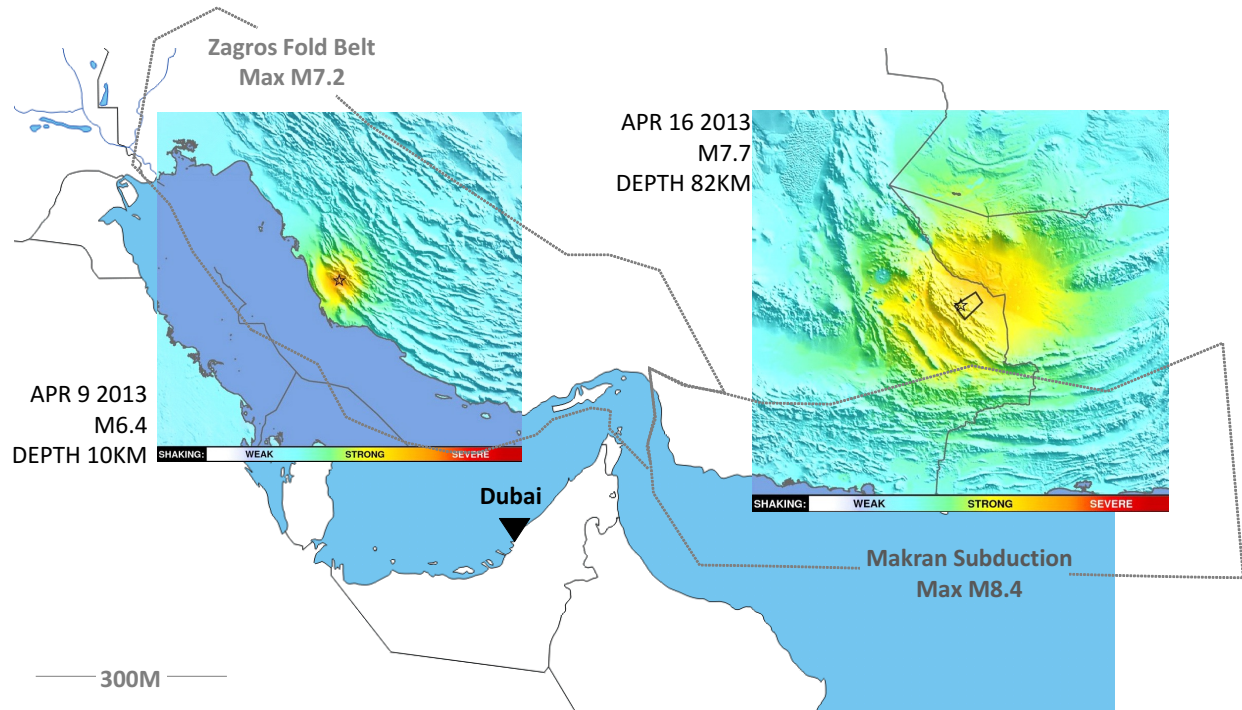 Zagros Fold Belt
Max M7.2
APR 16 2013
M7.7
DEPTH 82KM
APR 9 2013
M6.4
DEPTH 10KM
SHAKING: WEAK STRONG SEVERE
SHAKING: WEAK STRONG SEVERE
Dubai
Makran Subduction
Max M8.4
300M